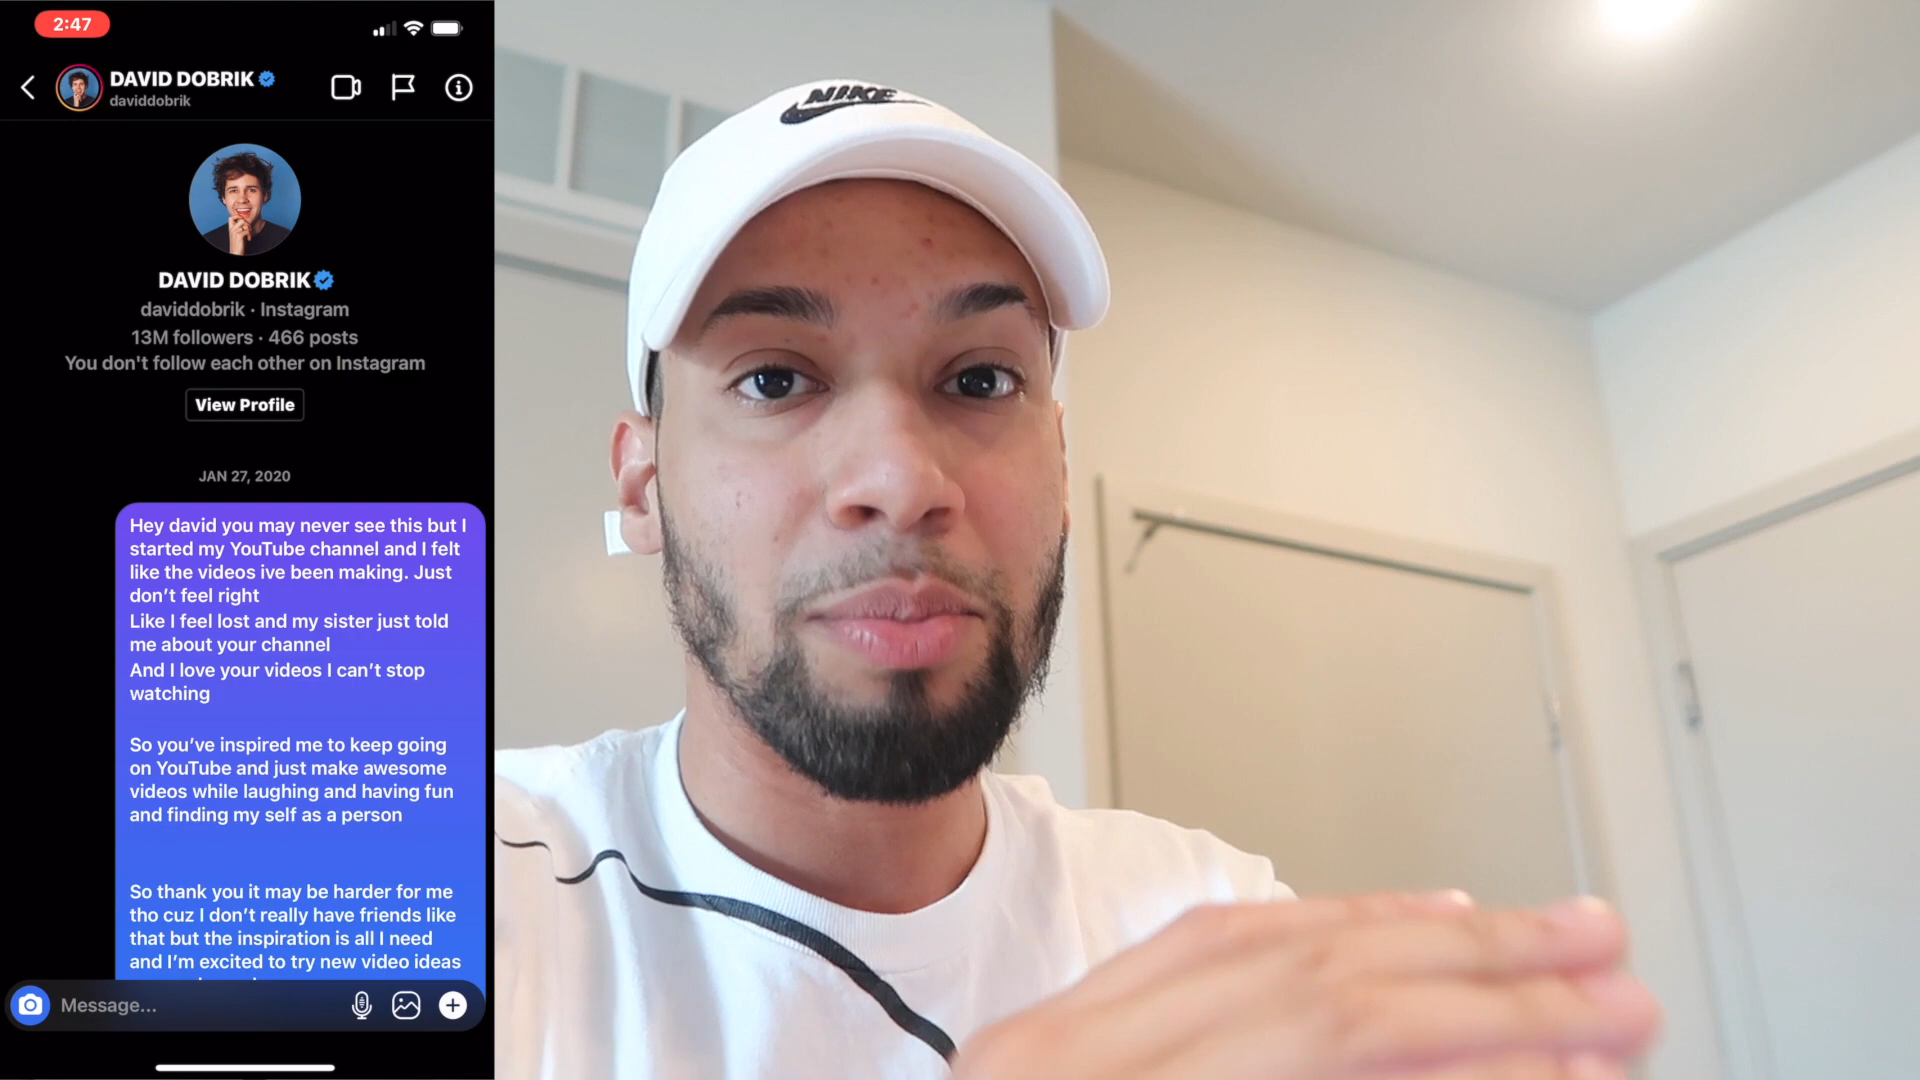 2:47
DAVID DOBRIK
daviddobrik
DAVID DOBRIK
daviddobrik · Instagram
13M followers · 466 posts
You don't follow each other on Instagram
View Profile
JAN 27, 2020
Hey david you may never see this but I
started my YouTube channel and I felt
like the videos ive been making. Just
don’t feel right
Like I feel lost and my sister just told
me about your channel
And I love your videos I can’t stop
watching
So you’ve inspired me to keep going
on YouTube and just make awesome
videos while laughing and having fun
and finding my self as a person
So thank you it may be harder for me
tho cuz I don’t really have friends like
that but the inspiration is all I need
and I’m excited to try new video ideas
Message...
NIKE